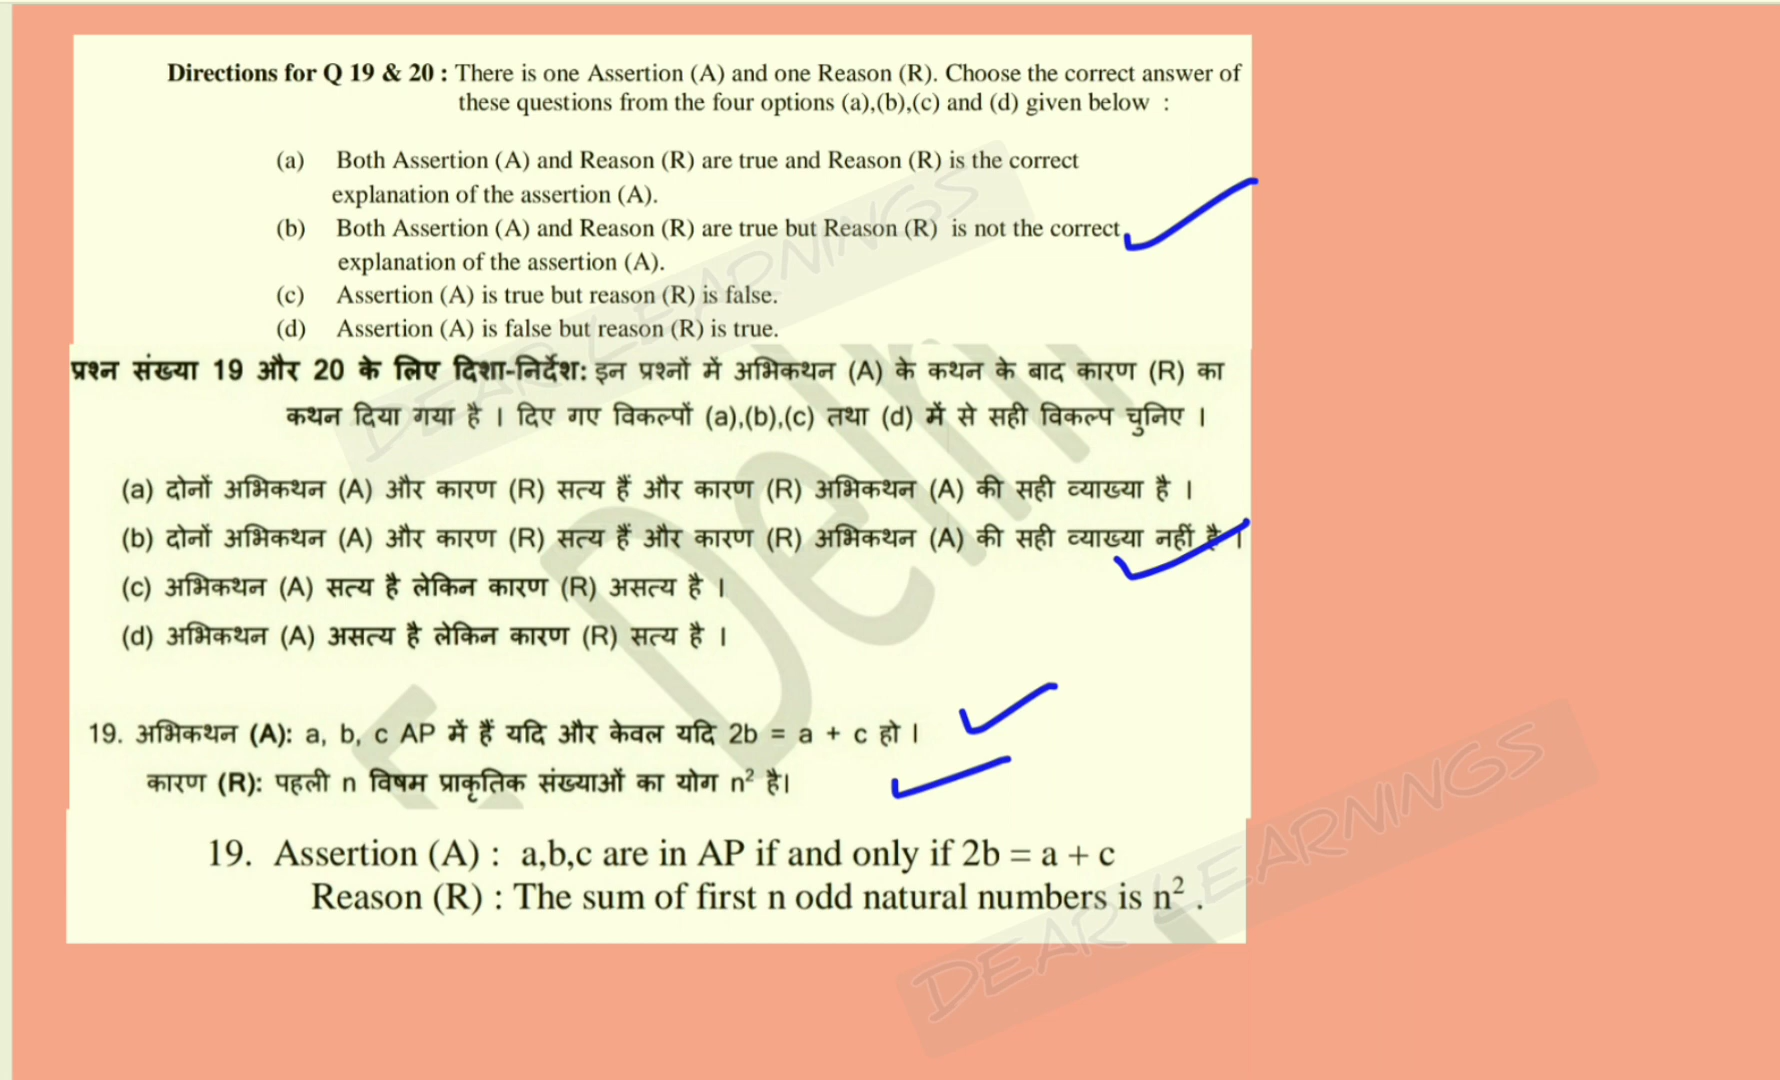 Directions for Q 19 & 20 : There is one Assertion (A) and one Reason (R). Choose the correct answer of
these questions from the four options (a),(b),(c) and (d) given below :
(a) Both Assertion (A) and Reason (R) are true and Reason (R) is the correct
explanation of the assertion (A).
(b) Both Assertion (A) and Reason (R) are true but Reason (R) is not the correct
explanation of the assertion (A).
(c) Assertion (A) is true but reason (R) is false.
(d) Assertion (A) is false but reason (R) is true.
प्रश्न संख्या 19 और 20 के लिए दिशा-निर्देश: इन प्रश्नों में अभिकथन (A) के कथन के बाद कारण (R) का
कथन दिया गया है । दिए गए विकल्पों (a),(b),(c) तथा (d) में से सही विकल्प चुनिए ।
(a) दोनों अभिकथन (A) और कारण (R) सत्य हैं और कारण (R) अभिकथन (A) की सही व्याख्या है ।
(b) दोनों अभिकथन (A) और कारण (R) सत्य हैं और कारण (R) अभिकथन (A) की सही व्याख्या नहीं है ।
(c) अभिकथन (A) सत्य है लेकिन कारण (R) असत्य है ।
(d) अभिकथन (A) असत्य है लेकिन कारण (R) सत्य है ।
19. अभिकथन (A): a, b, c AP में हैं यदि और केवल यदि 2b = a + c हो ।
कारण (R): पहली n विषम प्राकृतिक संख्याओं का योग n² है।
19. Assertion (A) : a,b,c are in AP if and only if 2b = a + c
Reason (R) : The sum of first n odd natural numbers is n² .
DEAR LEARNINGS
DEAR LEARNINGS
Delhi